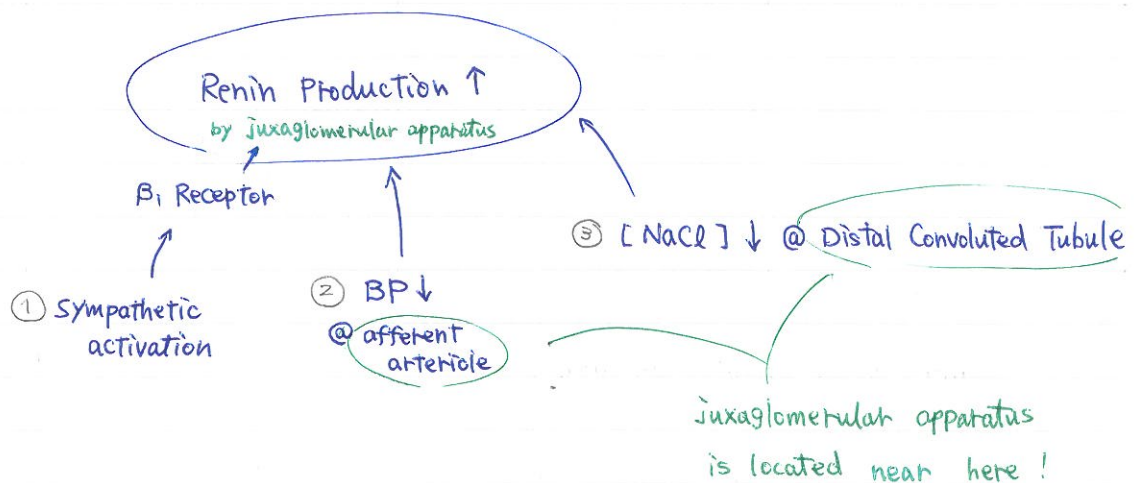 Renin Production ↑
by juxaglomerular apparatus
β₁ Receptor
① Sympathetic
activation
② BP↓
@ afferent
arteriole
③ [NaCl] ↓ @ Distal Convoluted Tubule
juxaglomerular apparatus
is located near here !